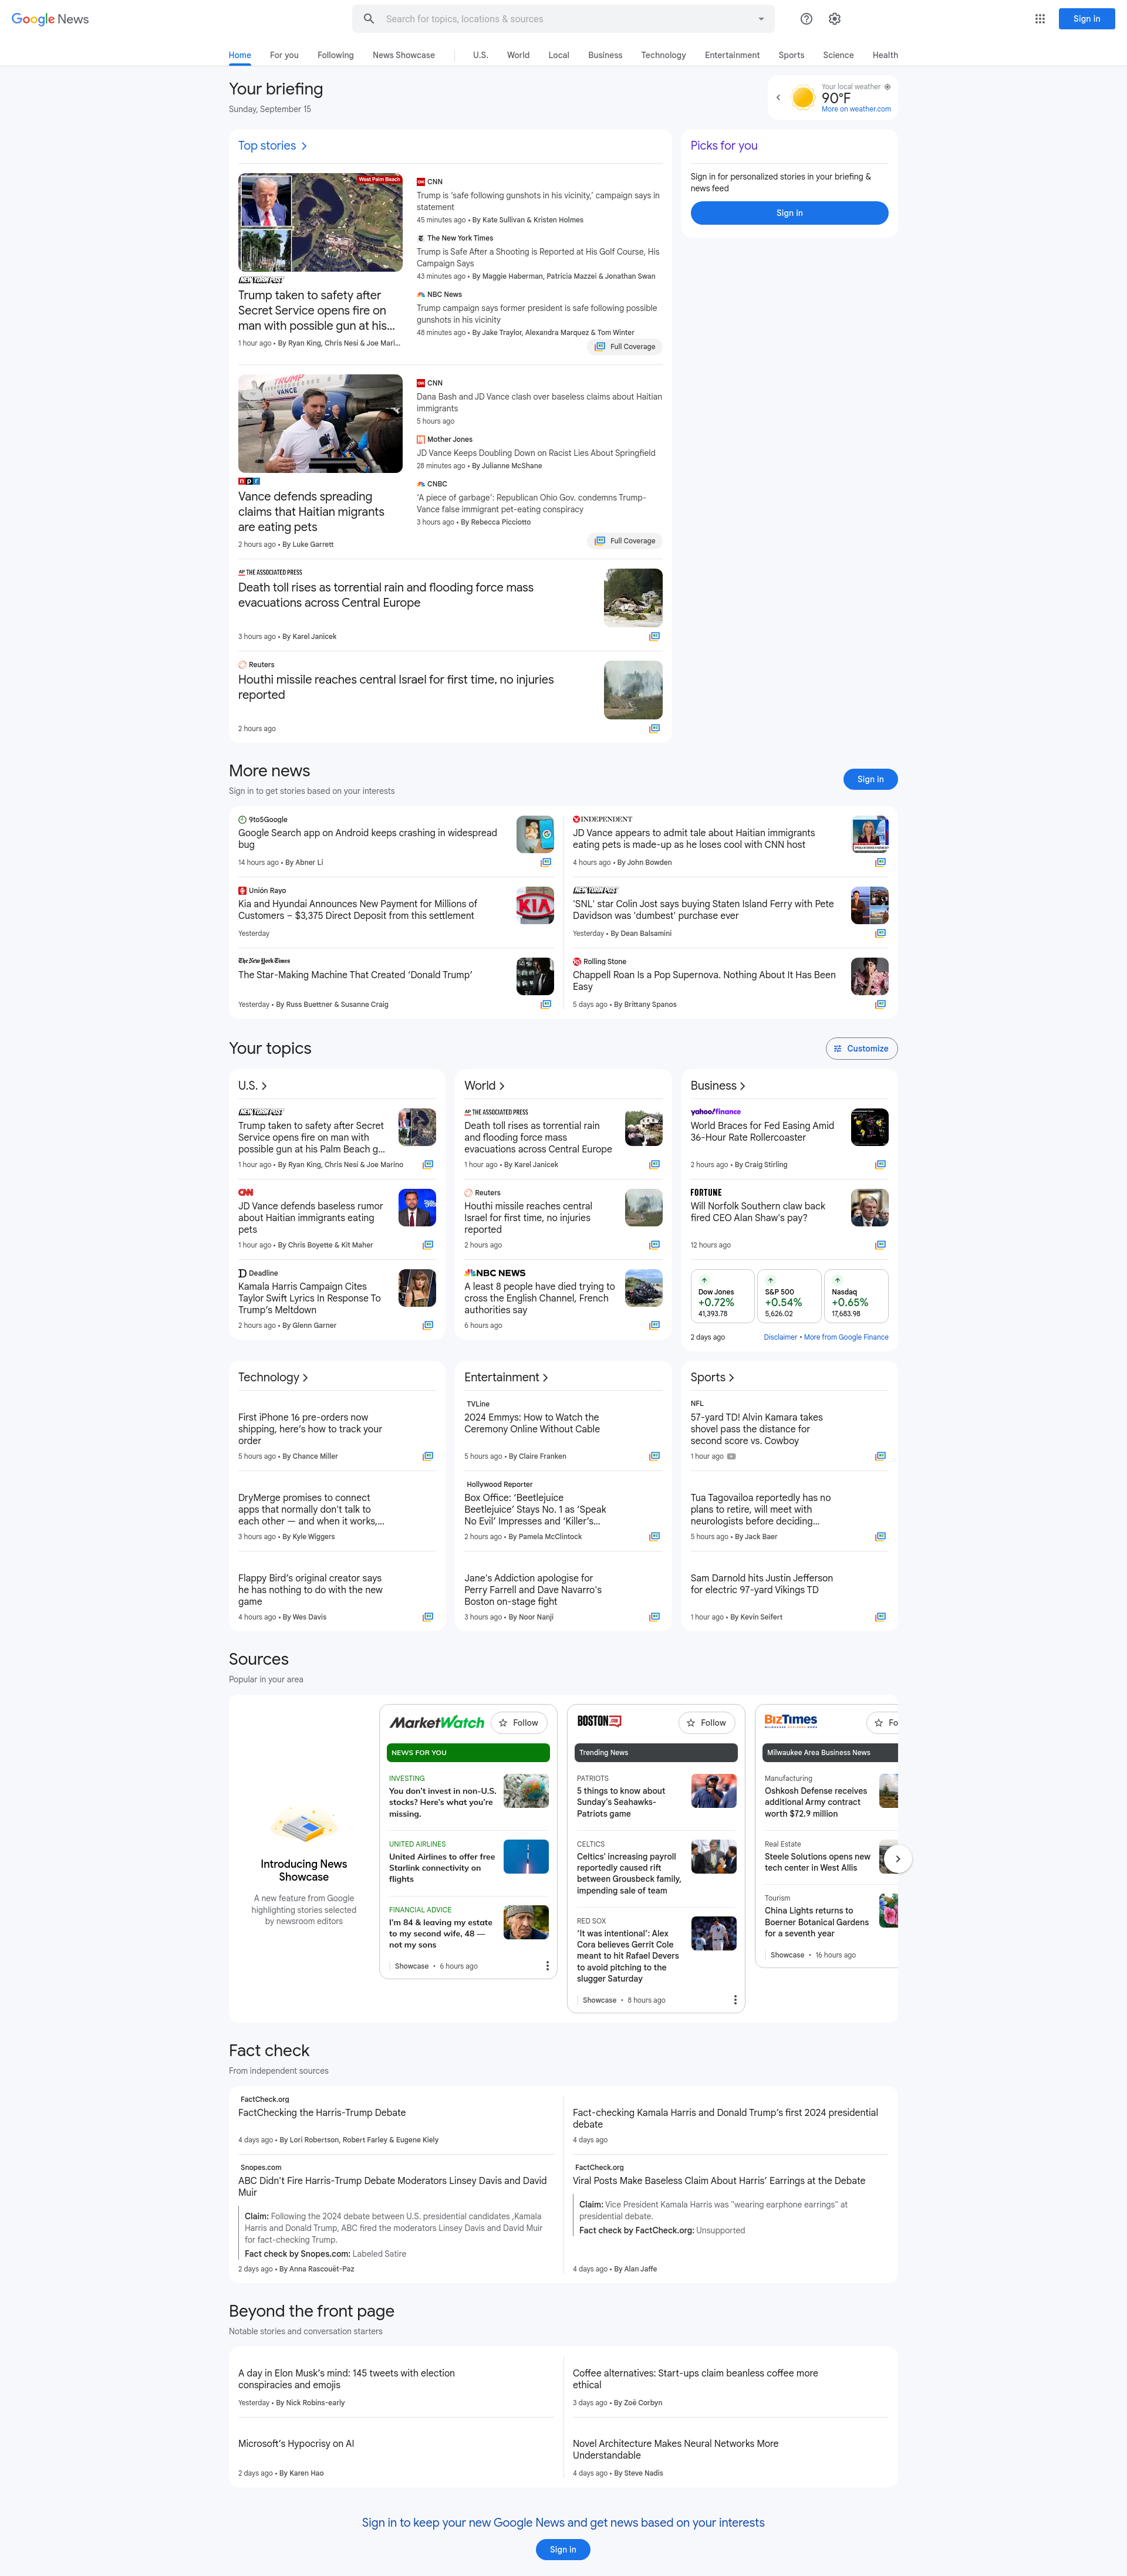 Google News
Search for topics, locations & sources
Sign in
Home
For you
Following
News Showcase
U.S.
World
Local
Business
Technology
Entertainment
Sports
Science
Health
Your briefing
Sunday, September 15
Your local weather
90°F
More on weather.com
Top stories
West Palm Beach
NEW YORK POST
Trump taken to safety after
Secret Service opens fire on
man with possible gun at his...
1 hour ago • By Ryan King, Chris Nesi & Joe Mari...
CNN
Trump is ‘safe following gunshots in his vicinity,’ campaign says in
statement
45 minutes ago • By Kate Sullivan & Kristen Holmes
The New York Times
Trump is Safe After a Shooting is Reported at His Golf Course, His
Campaign Says
43 minutes ago • By Maggie Haberman, Patricia Mazzei & Jonathan Swan
NBC News
Trump campaign says former president is safe following possible
gunshots in his vicinity
48 minutes ago • By Jake Traylor, Alexandra Marquez & Tom Winter
Full Coverage
TRUMP
VANCE
npr
Vance defends spreading
claims that Haitian migrants
are eating pets
2 hours ago • By Luke Garrett
CNN
Dana Bash and JD Vance clash over baseless claims about Haitian
immigrants
5 hours ago
Mother Jones
JD Vance Keeps Doubling Down on Racist Lies About Springfield
28 minutes ago • By Julianne McShane
CNBC
‘A piece of garbage’: Republican Ohio Gov. condemns Trump-
Vance false immigrant pet-eating conspiracy
3 hours ago • By Rebecca Picciotto
Full Coverage
AP THE ASSOCIATED PRESS
Death toll rises as torrential rain and flooding force mass
evacuations across Central Europe
3 hours ago • By Karel Janicek
Reuters
Houthi missile reaches central Israel for first time, no injuries
reported
2 hours ago
Picks for you
Sign in for personalized stories in your briefing &
news feed
Sign in
More news
Sign in to get stories based on your interests
Sign in
9to5Google
Google Search app on Android keeps crashing in widespread
bug
14 hours ago • By Abner Li
Unión Rayo
Kia and Hyundai Announces New Payment for Millions of
Customers – $3,375 Direct Deposit from this settlement
Yesterday
KIA
The New York Times
The Star-Making Machine That Created ‘Donald Trump’
Yesterday • By Russ Buettner & Susanne Craig
INDEPENDENT
JD Vance appears to admit tale about Haitian immigrants
eating pets is made-up as he loses cool with CNN host
4 hours ago • By John Bowden
NEW YORK POST
'SNL' star Colin Jost says buying Staten Island Ferry with Pete
Davidson was 'dumbest' purchase ever
Yesterday • By Dean Balsamini
Rolling Stone
Chappell Roan Is a Pop Supernova. Nothing About It Has Been
Easy
5 days ago • By Brittany Spanos
Your topics
Customize
U.S.
NEW YORK POST
Trump taken to safety after Secret
Service opens fire on man with
possible gun at his Palm Beach g...
1 hour ago • By Ryan King, Chris Nesi & Joe Marino
CNN
JD Vance defends baseless rumor
about Haitian immigrants eating
pets
1 hour ago • By Chris Boyette & Kit Maher
Deadline
Kamala Harris Campaign Cites
Taylor Swift Lyrics In Response To
Trump’s Meltdown
2 hours ago • By Glenn Garner
World
AP THE ASSOCIATED PRESS
Death toll rises as torrential rain
and flooding force mass
evacuations across Central Europe
1 hour ago • By Karel Janicek
Reuters
Houthi missile reaches central
Israel for first time, no injuries
reported
2 hours ago
NBC NEWS
A least 8 people have died trying to
cross the English Channel, French
authorities say
6 hours ago
Business
yahoo!finance
World Braces for Fed Easing Amid
36-Hour Rate Rollercoaster
2 hours ago • By Craig Stirling
FORTUNE
Will Norfolk Southern claw back
fired CEO Alan Shaw's pay?
12 hours ago
Dow Jones
+0.72%
41,393.78
S&P 500
+0.54%
5,626.02
Nasdaq
+0.65%
17,683.98
2 days ago
Disclaimer • More from Google Finance
Technology
First iPhone 16 pre-orders now
shipping, here's how to track your
order
5 hours ago • By Chance Miller
DryMerge promises to connect
apps that normally don't talk to
each other — and when it works,...
3 hours ago • By Kyle Wiggers
Flappy Bird’s original creator says
he has nothing to do with the new
game
4 hours ago • By Wes Davis
Entertainment
TVLine
2024 Emmys: How to Watch the
Ceremony Online Without Cable
5 hours ago • By Claire Franken
Hollywood Reporter
Box Office: ‘Beetlejuice
Beetlejuice’ Stays No. 1 as ‘Speak
No Evil’ Impresses and ‘Killer’s...
2 hours ago • By Pamela McClintock
Jane's Addiction apologise for
Perry Farrell and Dave Navarro's
Boston on-stage fight
3 hours ago • By Noor Nanji
Sports
NFL
57-yard TD! Alvin Kamara takes
shovel pass the distance for
second score vs. Cowboy
1 hour ago
Tua Tagovailoa reportedly has no
plans to retire, will meet with
neurologists before deciding...
5 hours ago • By Jack Baer
Sam Darnold hits Justin Jefferson
for electric 97-yard Vikings TD
1 hour ago • By Kevin Seifert
Sources
Popular in your area
Introducing News
Showcase
A new feature from Google
highlighting stories selected
by newsroom editors
MarketWatch
Follow
NEWS FOR YOU
INVESTING
You don't invest in non-U.S.
stocks? Here's what you're
missing.
UNITED AIRLINES
United Airlines to offer free
Starlink connectivity on
flights
FINANCIAL ADVICE
I'm 84 & leaving my estate
to my second wife, 48 —
not my sons
Showcase • 6 hours ago
BOSTON.COM
Follow
Trending News
PATRIOTS
5 things to know about
Sunday's Seahawks-
Patriots game
CELTICS
Celtics' increasing payroll
reportedly caused rift
between Grousbeck family,
impending sale of team
RED SOX
‘It was intentional’: Alex
Cora believes Gerrit Cole
meant to hit Rafael Devers
to avoid pitching to the
slugger Saturday
Showcase • 8 hours ago
BizTimes
MILWAUKEE BUSINESS NEWS
Fo
Milwaukee Area Business News
Manufacturing
Oshkosh Defense receives
additional Army contract
worth $72.9 million
Real Estate
Steele Solutions opens new
tech center in West Allis
Tourism
China Lights returns to
Boerner Botanical Gardens
for a seventh year
Showcase • 16 hours ago
Fact check
From independent sources
FactCheck.org
FactChecking the Harris-Trump Debate
4 days ago • By Lori Robertson, Robert Farley & Eugene Kiely
Snopes.com
ABC Didn't Fire Harris-Trump Debate Moderators Linsey Davis and David
Muir
Claim: Following the 2024 debate between U.S. presidential candidates ,Kamala
Harris and Donald Trump, ABC fired the moderators Linsey Davis and David Muir
for fact-checking Trump.
Fact check by Snopes.com: Labeled Satire
2 days ago • By Anna Rascouët-Paz
Fact-checking Kamala Harris and Donald Trump’s first 2024 presidential
debate
4 days ago
FactCheck.org
Viral Posts Make Baseless Claim About Harris’ Earrings at the Debate
Claim: Vice President Kamala Harris was "wearing earphone earrings" at
presidential debate.
Fact check by FactCheck.org: Unsupported
4 days ago • By Alan Jaffe
Beyond the front page
Notable stories and conversation starters
A day in Elon Musk’s mind: 145 tweets with election
conspiracies and emojis
Yesterday • By Nick Robins-early
Microsoft’s Hypocrisy on AI
2 days ago • By Karen Hao
Coffee alternatives: Start-ups claim beanless coffee more
ethical
3 days ago • By Zoë Corbyn
Novel Architecture Makes Neural Networks More
Understandable
4 days ago • By Steve Nadis
Sign in to keep your new Google News and get news based on your interests
Sign in